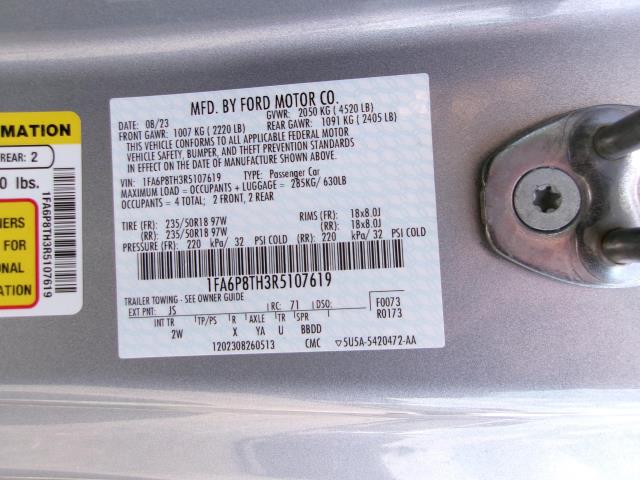 MFD. BY FORD MOTOR CO.
DATE: 08/23 GVWR: 2050 KG ( 4520 LB)
FRONT GAWR: 1007 KG ( 2220 LB) REAR GAWR: 1091 KG ( 2405 LB)
THIS VEHICLE CONFORMS TO ALL APPLICABLE FEDERAL MOTOR
VEHICLE SAFETY, BUMPER, AND THEFT PREVENTION STANDARDS
IN EFFECT ON THE DATE OF MANUFACTURE SHOWN ABOVE.
VIN: 1FA6P8TH3R5107619 TYPE: Passenger Car
MAXIMUM LOAD = OCCUPANTS + LUGGAGE = 285KG/ 630LB
OCCUPANTS = 4 TOTAL; 2 FRONT, 2 REAR
TIRE (FR): 235/50R18 97W RIMS (FR): 18x8.0J
(RR): 235/50R18 97W (RR): 18x8.0J
PRESSURE (FR): 220 kPa/ 32 PSI COLD (RR): 220 kPa/ 32 PSI COLD
1FA6P8TH3R5107619
TRAILER TOWING - SEE OWNER GUIDE
EXT PNT: JS RC: 71 DSO: F0073
R0173
INT TR TP/PS R AXLE TR SPR
2W X YA U BBDD
1202308260513 CMC ▽5U5A-5420472-AA
RMATION
REAR: 2
0 lbs.
FOR
ONAL
1FA6P8TH3R5107619